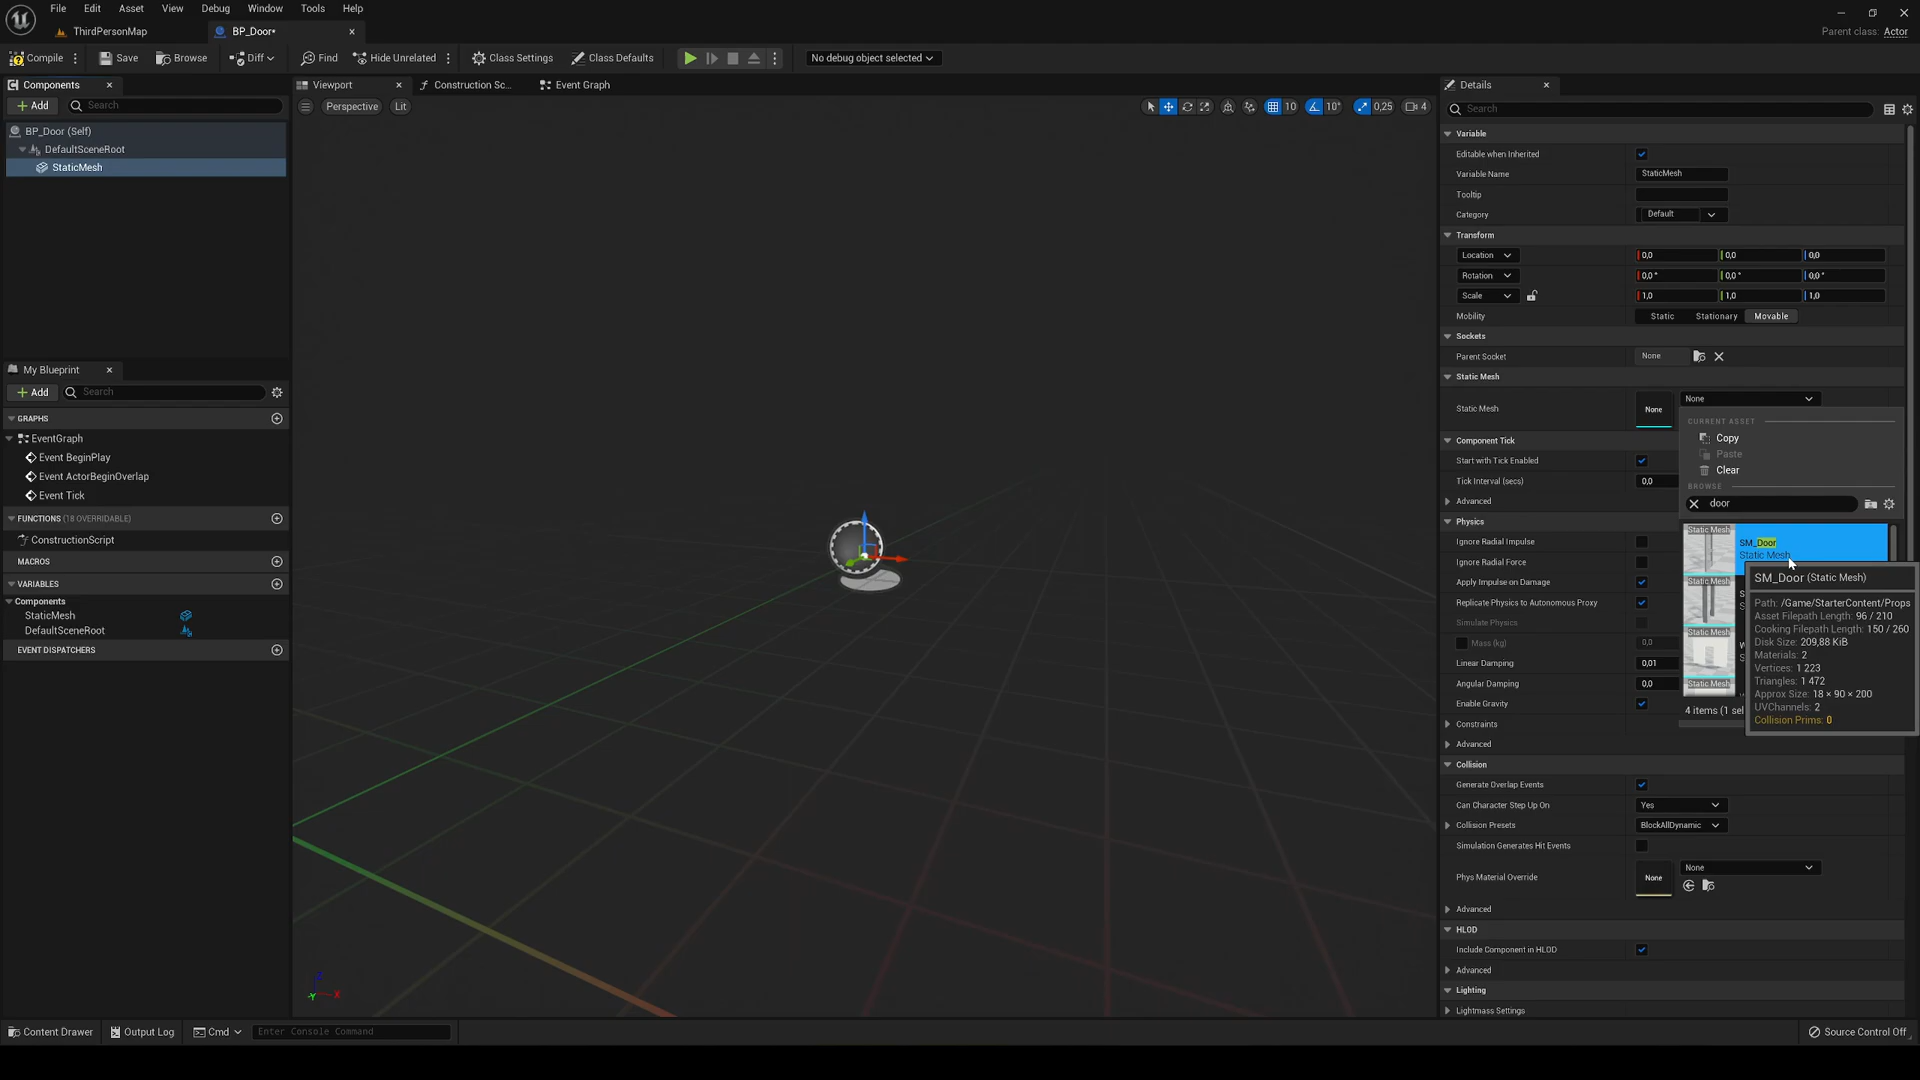 File Edit Asset View Debug Window Tools Help
ThirdPersonMap
BP_Door*
Parent class: Actor
Compile Save Browse Diff Find Hide Unrelated Class Settings Class Defaults No debug object selected
Components
Add Search
BP_Door (Self)
DefaultSceneRoot
StaticMesh
My Blueprint
Add Search
GRAPHS
EventGraph
Event BeginPlay
Event ActorBeginOverlap
Event Tick
FUNCTIONS (18 OVERRIDABLE)
ConstructionScript
MACROS
VARIABLES
Components
StaticMesh
DefaultSceneRoot
EVENT DISPATCHERS
Viewport Construction Sc... Event Graph
Perspective Lit 10 10° 0,25 4
Z
Y X
Details
Search
Variable
Editable when Inherited
Variable Name StaticMesh
Tooltip
Category Default
Transform
Location 0,0 0,0 0,0
Rotation 0,0 ° 0,0 ° 0,0 °
Scale 1,0 1,0 1,0
Mobility Static Stationary Movable
Sockets
Parent Socket None
Static Mesh
Static Mesh None None
CURRENT ASSET
Copy
Paste
Clear
BROWSE
door
Static Mesh SM_Door
Static Mesh
Static Mesh
Static Mesh
Static Mesh
4 items (1 sel
SM_Door (Static Mesh)
Path: /Game/StarterContent/Props
Asset Filepath Length: 96 / 210
Cooking Filepath Length: 150 / 260
Disk Size: 209,88 KiB
Materials: 2
Vertices: 1 223
Triangles: 1 472
Approx Size: 18 × 90 × 200
UVChannels: 2
Collision Prims: 0
Component Tick
Start with Tick Enabled
Tick Interval (secs) 0,0
Advanced
Physics
Ignore Radial Impulse
Ignore Radial Force
Apply Impulse on Damage
Replicate Physics to Autonomous Proxy
Simulate Physics
Mass (kg) 0,0
Linear Damping 0,01
Angular Damping 0,0
Enable Gravity
Constraints
Advanced
Collision
Generate Overlap Events
Can Character Step Up On Yes
Collision Presets BlockAllDynamic
Simulation Generates Hit Events
Phys Material Override None None
Advanced
HLOD
Include Component in HLOD
Advanced
Lighting
Lightmass Settings
Content Drawer Output Log Cmd Enter Console Command Source Control Off